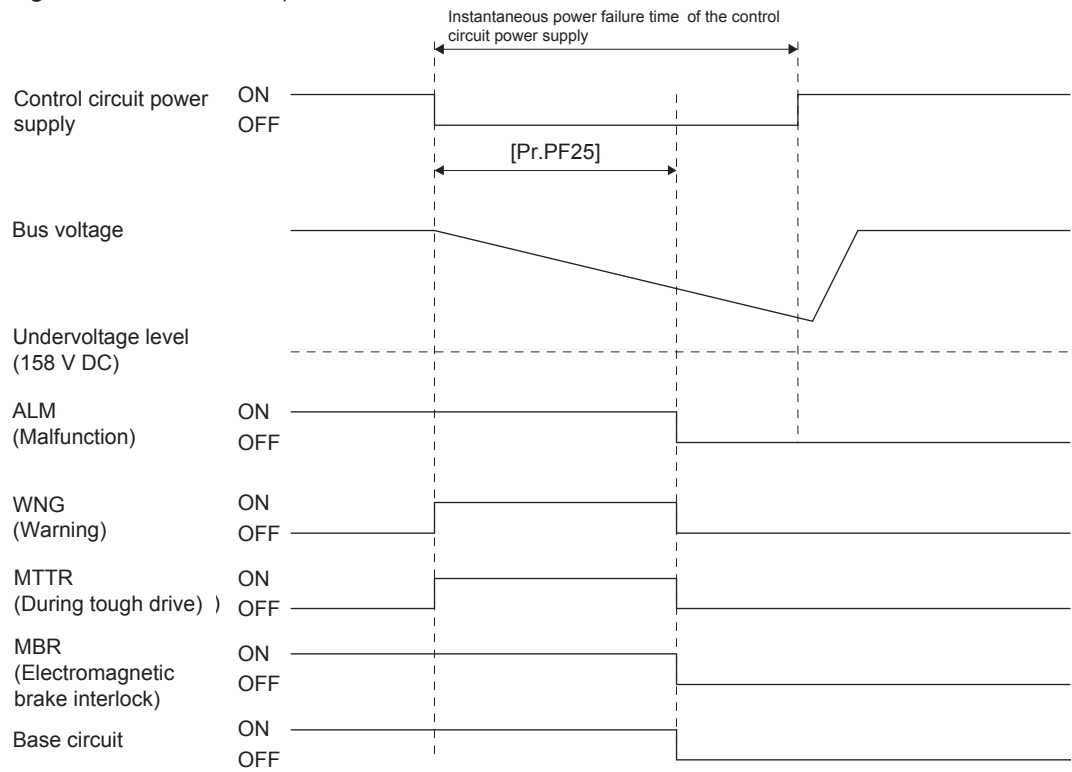 Instantaneous power failure time of the control
circuit power supply
Control circuit power
supply
ON
OFF
[Pr.PF25]
Bus voltage
Undervoltage level
(158 V DC)
ALM
(Malfunction)
ON
OFF
WNG
(Warning)
ON
OFF
MTTR
(During tough drive) )
ON
OFF
MBR
(Electromagnetic
brake interlock)
ON
OFF
Base circuit
ON
OFF